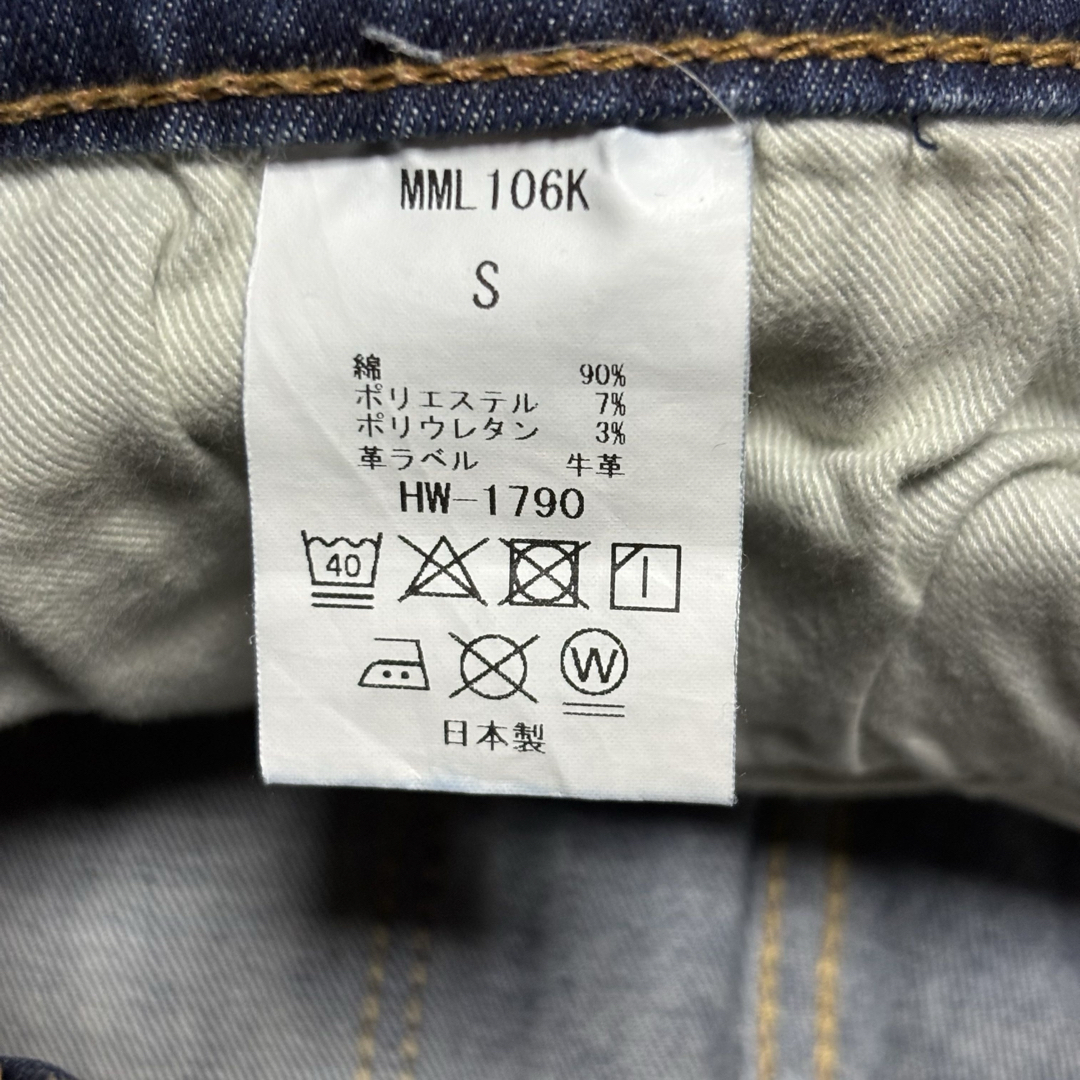 MML106K
S
綿 90%
ポリエステル 7%
ポリウレタン 3%
革ラベル 牛革
HW-1790
40
W
日本製